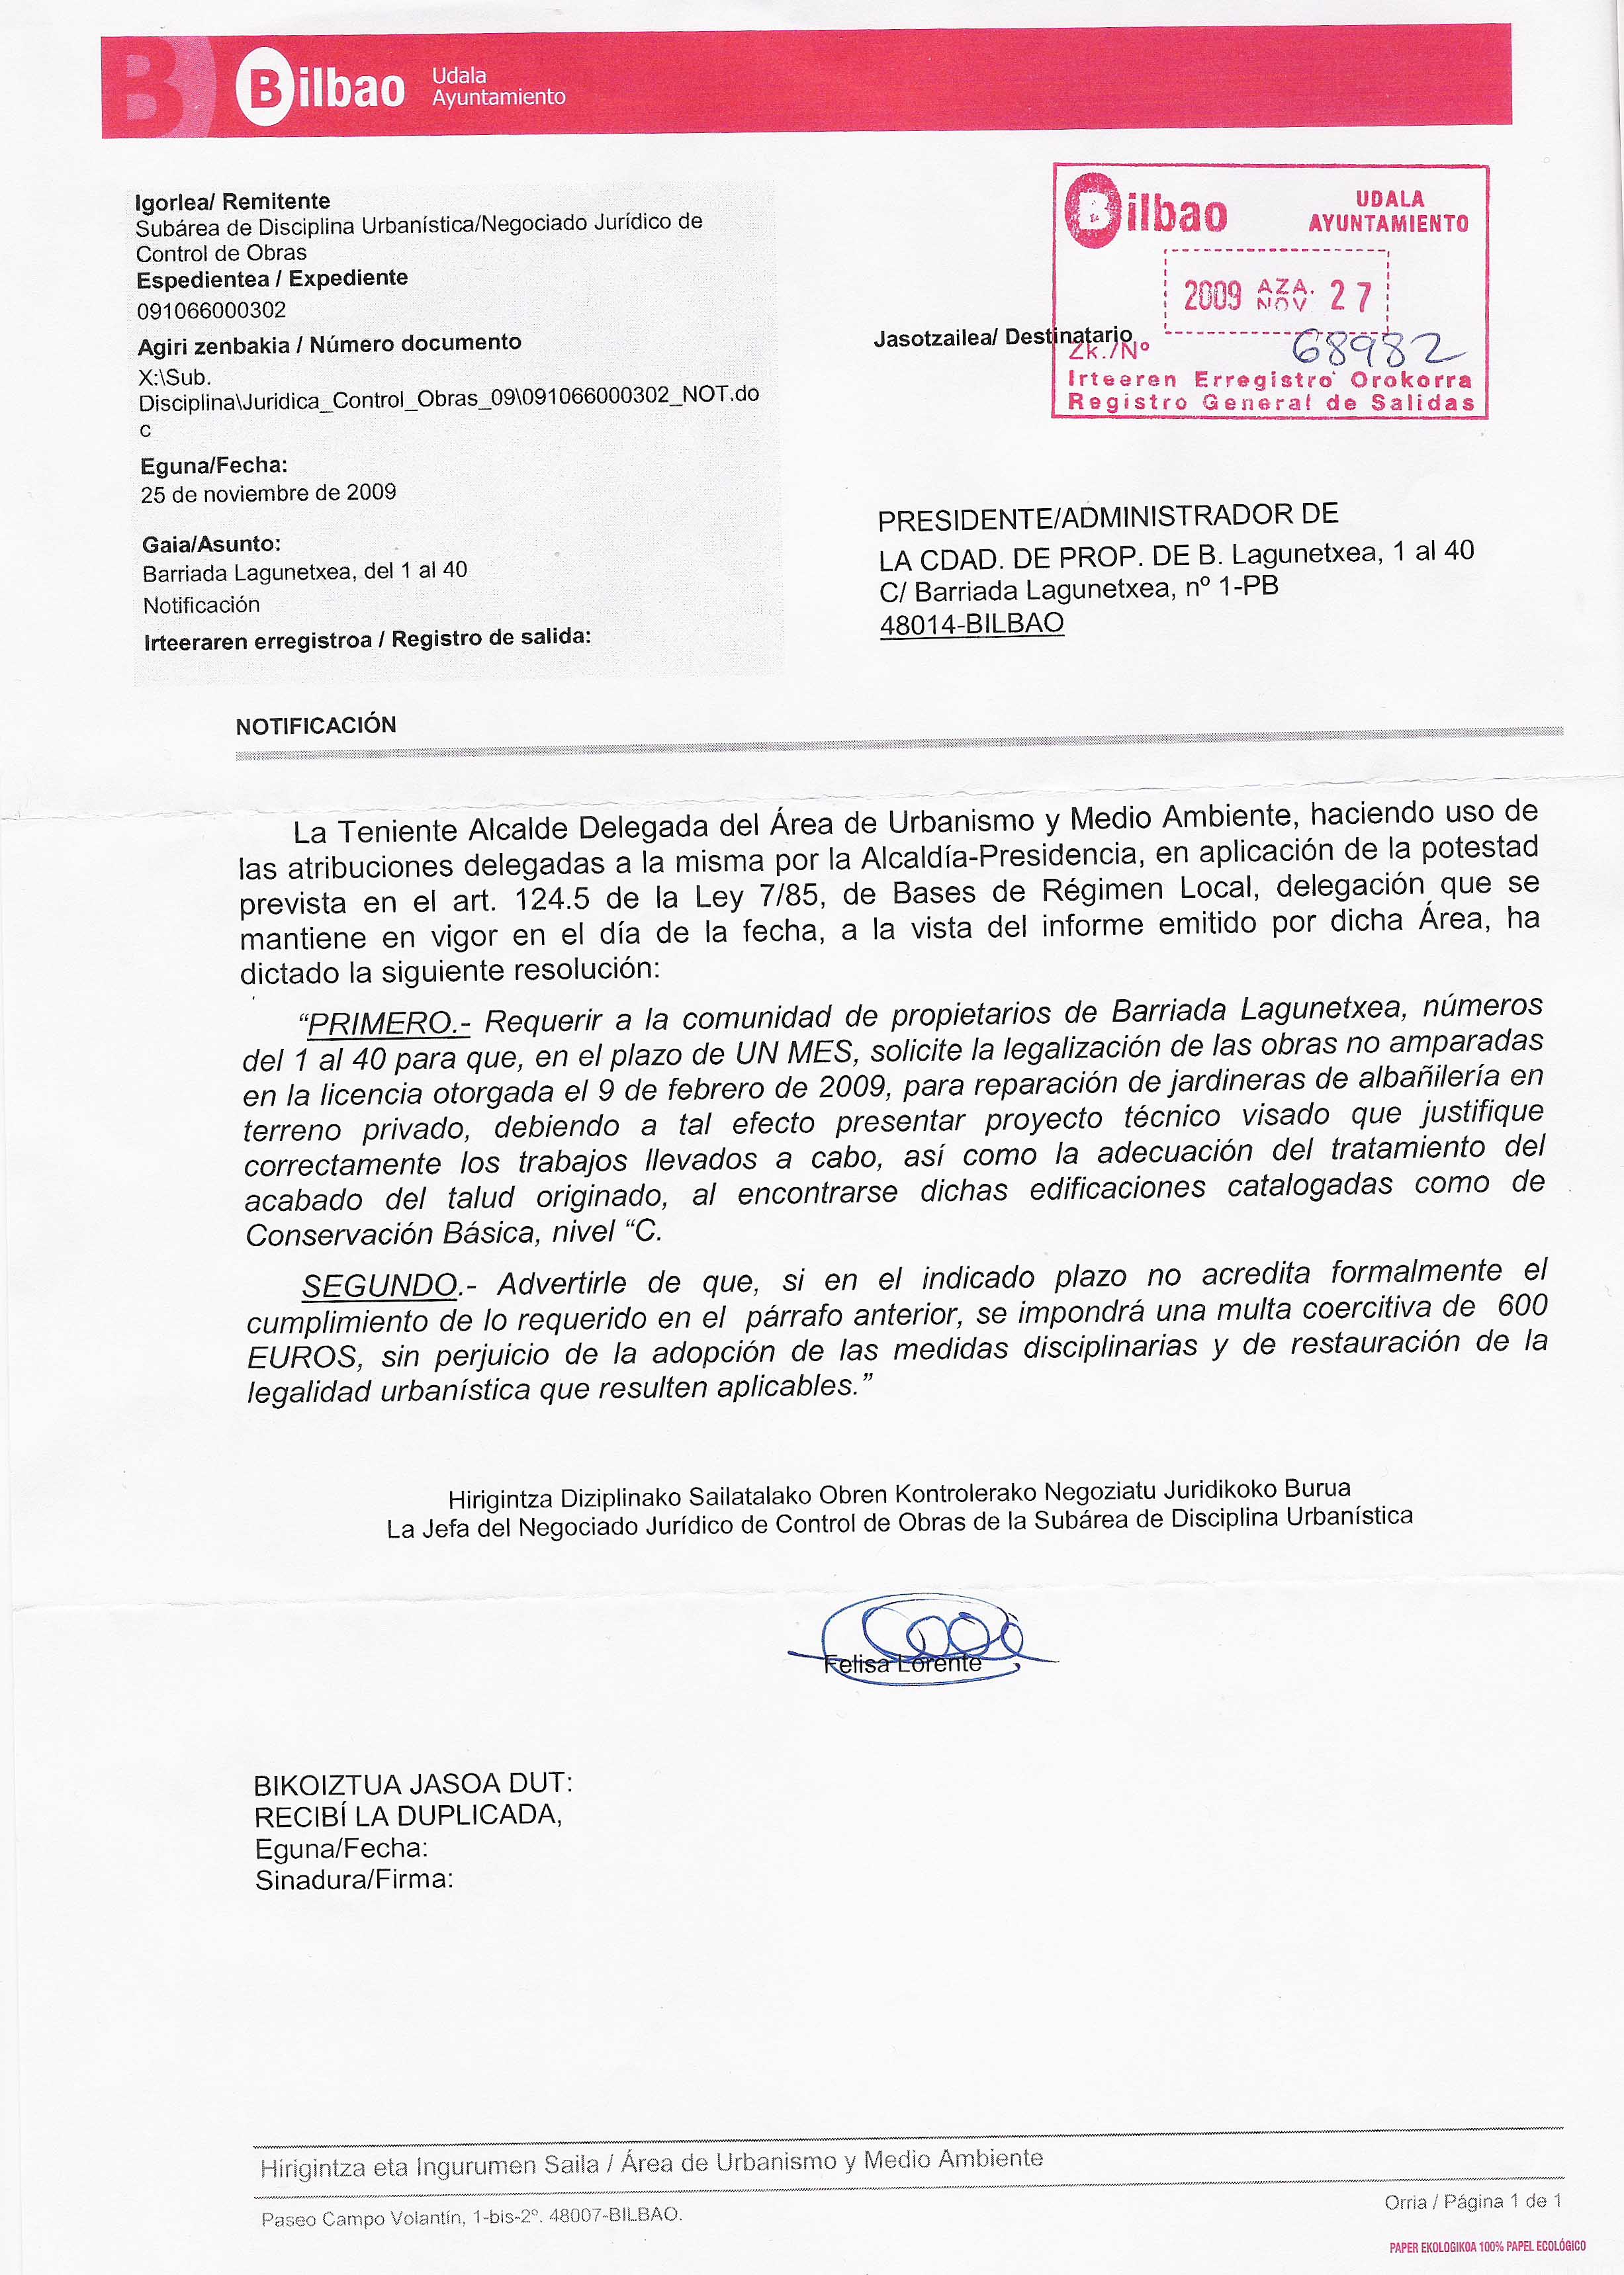 Bilbao Udala
Ayuntamiento
Igorlea/ Remitente
Subárea de Disciplina Urbanística/Negociado Jurídico de
Control de Obras
Espedientea / Expediente
091066000302
Agiri zenbakia / Número documento
X:\Sub.
Disciplina\Juridica_Control_Obras_09\091066000302_NOT.do
c
Eguna/Fecha:
25 de noviembre de 2009
Gaia/Asunto:
Barriada Lagunetxea, del 1 al 40
Notificación
Irteeraren erregistroa / Registro de salida:
Bilbao UDALA
AYUNTAMIENTO
2009 AZA. NOV 27
Jasotzailea/ Destinatario
Zk./Nº 68982
Irteeren Erregistro Orokorra
Registro General de Salidas
PRESIDENTE/ADMINISTRADOR DE
LA CDAD. DE PROP. DE B. Lagunetxea, 1 al 40
C/ Barriada Lagunetxea, nº 1-PB
48014-BILBAO
NOTIFICACIÓN
La Teniente Alcalde Delegada del Área de Urbanismo y Medio Ambiente, haciendo uso de
las atribuciones delegadas a la misma por la Alcaldía-Presidencia, en aplicación de la potestad
prevista en el art. 124.5 de la Ley 7/85, de Bases de Régimen Local, delegación que se
mantiene en vigor en el día de la fecha, a la vista del informe emitido por dicha Área, ha
dictado la siguiente resolución:
“PRIMERO.- Requerir a la comunidad de propietarios de Barriada Lagunetxea, números
del 1 al 40 para que, en el plazo de UN MES, solicite la legalización de las obras no amparadas
en la licencia otorgada el 9 de febrero de 2009, para reparación de jardineras de albañilería en
terreno privado, debiendo a tal efecto presentar proyecto técnico visado que justifique
correctamente los trabajos llevados a cabo, así como la adecuación del tratamiento del
acabado del talud originado, al encontrarse dichas edificaciones catalogadas como de
Conservación Básica, nivel “C.
SEGUNDO.- Advertirle de que, si en el indicado plazo no acredita formalmente el
cumplimiento de lo requerido en el párrafo anterior, se impondrá una multa coercitiva de 600
EUROS, sin perjuicio de la adopción de las medidas disciplinarias y de restauración de la
legalidad urbanística que resulten aplicables.”
Hirigintza Diziplinako Sailatalako Obren Kontrolerako Negoziatu Juridikoko Burua
La Jefa del Negociado Jurídico de Control de Obras de la Subárea de Disciplina Urbanística
Felisa Lorente
BIKOIZTUA JASOA DUT:
RECIBÍ LA DUPLICADA,
Eguna/Fecha:
Sinadura/Firma:
Hirigintza eta Ingurumen Saila / Área de Urbanismo y Medio Ambiente
Paseo Campo Volantín, 1-bis-2º. 48007-BILBAO.
Orria / Página 1 de 1
PAPER EKOLOGIKOA 100% PAPEL ECOLÓGICO